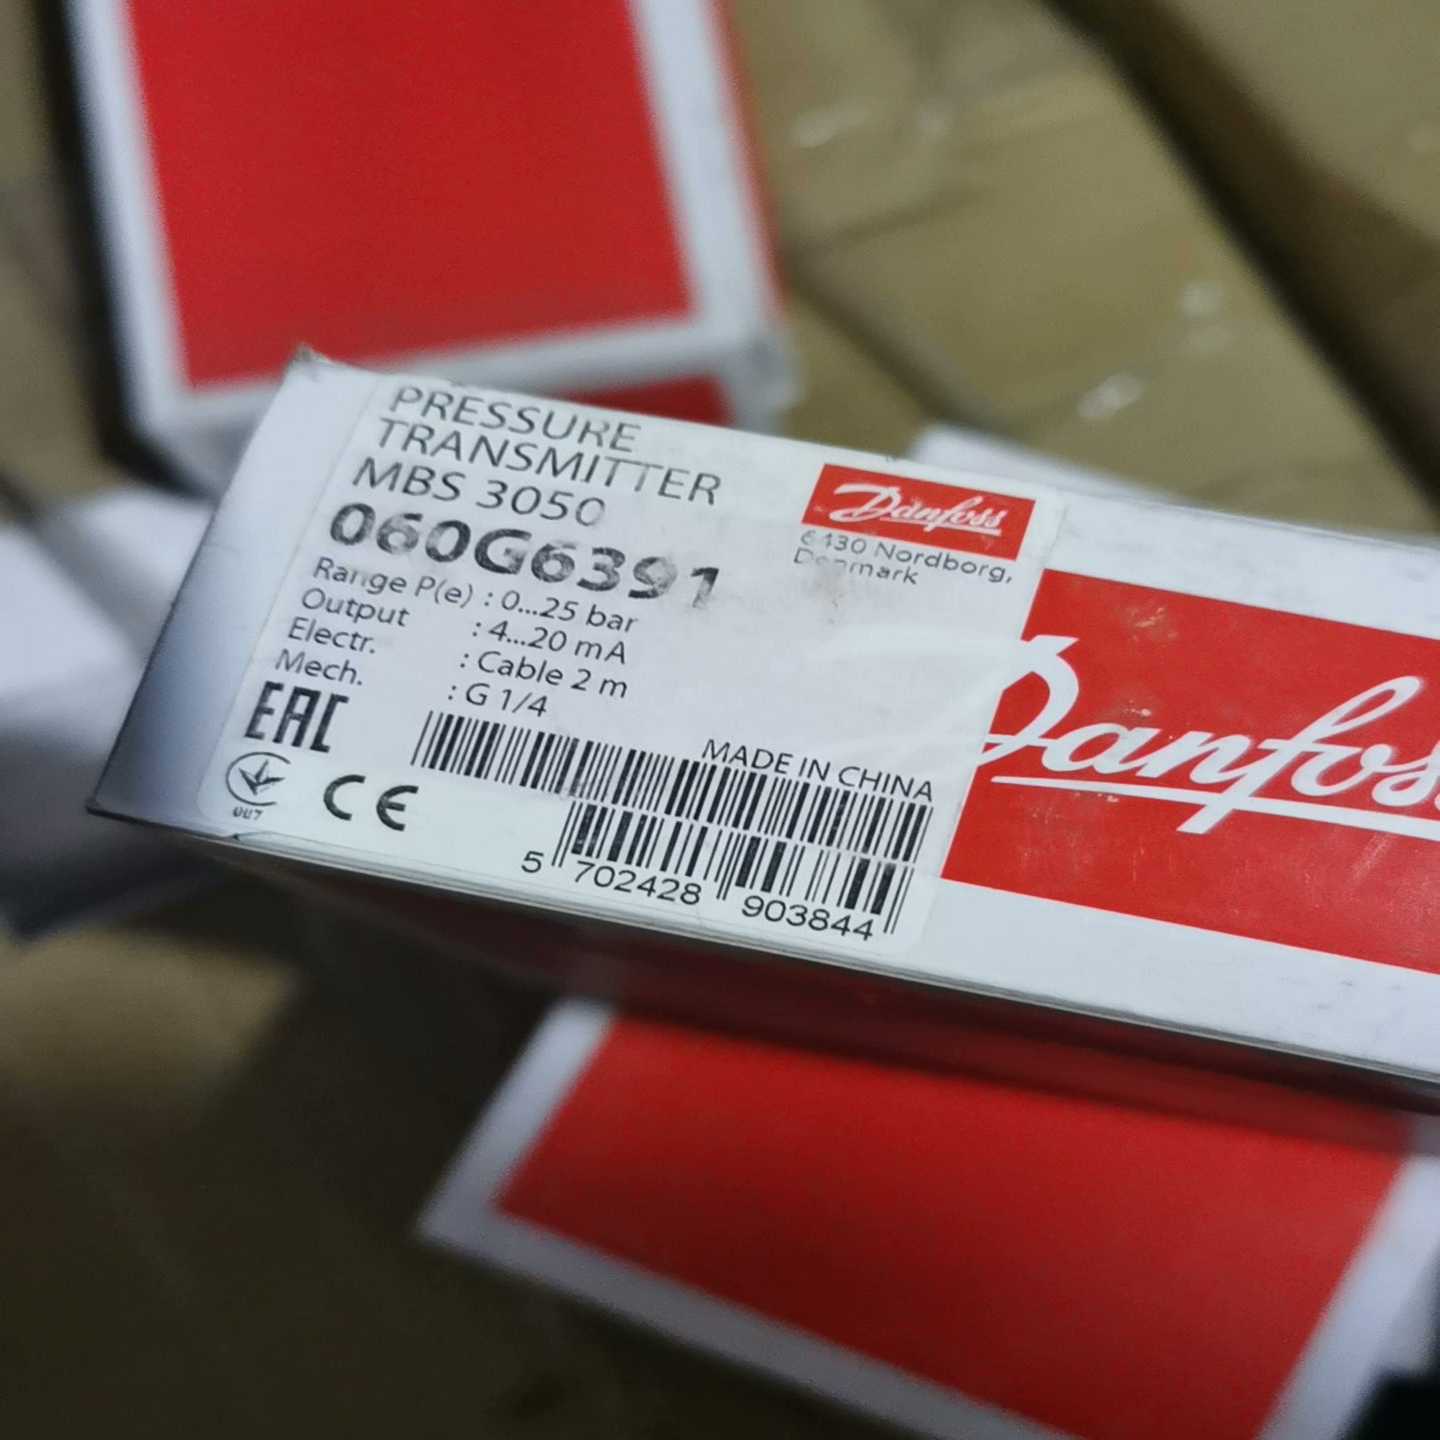 PRESSURE
TRANSMITTER
MBS 3050
060G6391
Range P(e) : 0...25 bar
Output : 4...20 mA
Electr. : Cable 2 m
Mech. : G 1/4
Danfoss
6430 Nordborg,
Denmark
EAC
CE
MADE IN CHINA
5 702428 903844
Danfoss